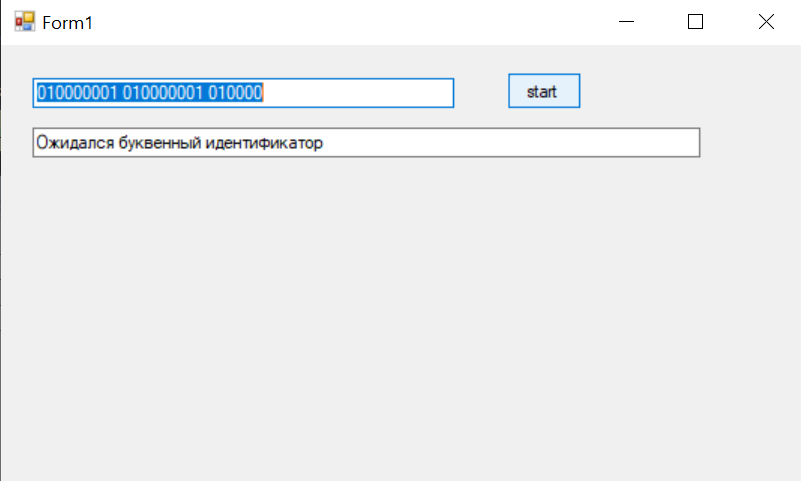 Form1
010000001 010000001 010000
start
Ожидался буквенный идентификатор